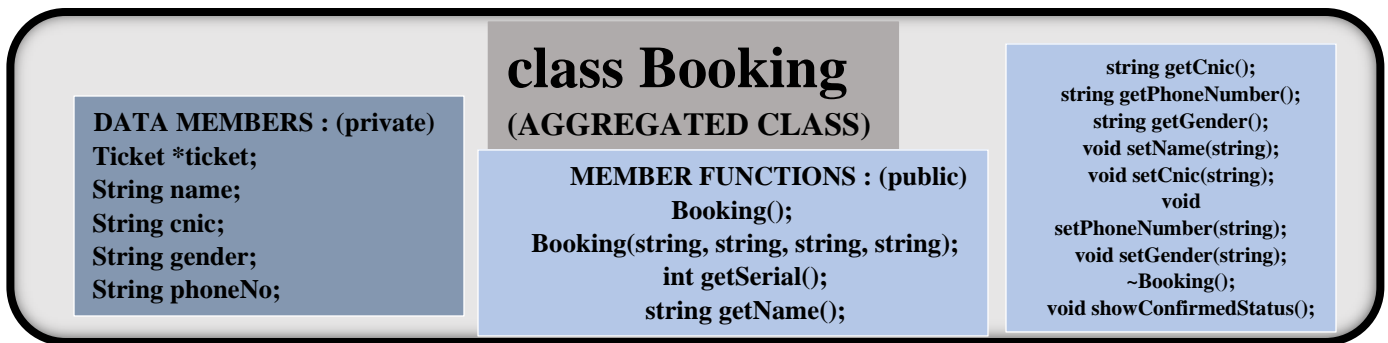 class Booking
(AGGREGATED CLASS)
DATA MEMBERS : (private)
Ticket *ticket;
String name;
String cnic;
String gender;
String phoneNo;
MEMBER FUNCTIONS : (public)
Booking();
Booking(string, string, string, string);
int getSerial();
string getName();
string getCnic();
string getPhoneNumber();
string getGender();
void setName(string);
void setCnic(string);
void
setPhoneNumber(string);
void setGender(string);
~Booking();
void showConfirmedStatus();